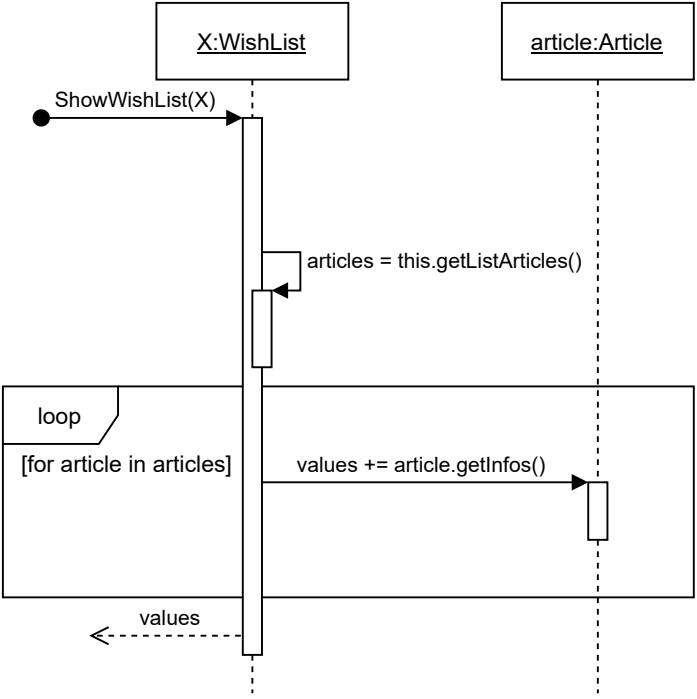 X:WishList
article:Article
ShowWishList(X)
articles = this.getListArticles()
loop
[for article in articles]
values += article.getInfos()
values